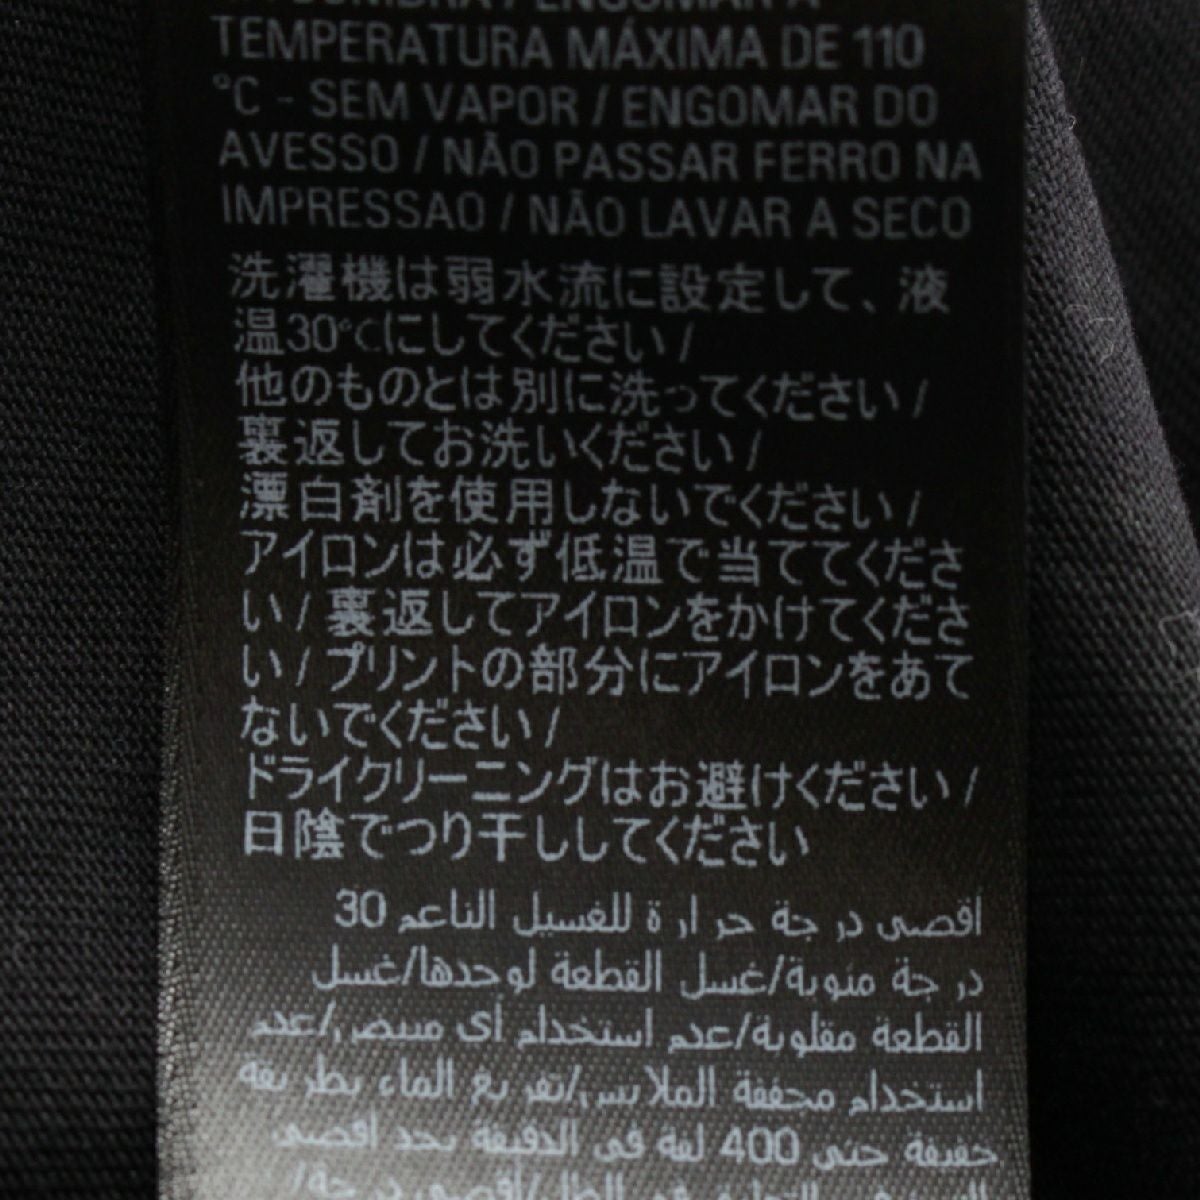 ENGOMAR A
TEMPERATURA MÁXIMA DE 110
°C - SEM VAPOR / ENGOMAR DO
AVESSO / NÃO PASSAR FERRO NA
IMPRESSAO / NÃO LAVAR A SECO
洗濯機は弱水流に設定して、液
温30℃にしてください /
他のものとは別に洗ってください /
裏返してお洗いください /
漂白剤を使用しないでください /
アイロンは必ず低温で当ててくださ
い / 裏返してアイロンをかけてくださ
い / プリントの部分にアイロンをあて
ないでください /
ドライクリーニングはお避けください /
日陰でつり干ししてください
اقصى درجة حرارة للغسيل الناعم 30
درجة مئوية/غسل القطعة لوحدها/غسل
القطعة مقلوبة/عدم استخدام أي مبيض/عدم
استخدام مجففة الملابس/تفريغ الماء بطريقة
خفيفة حتى 400 لفة في الدقيقة بحد اقصى